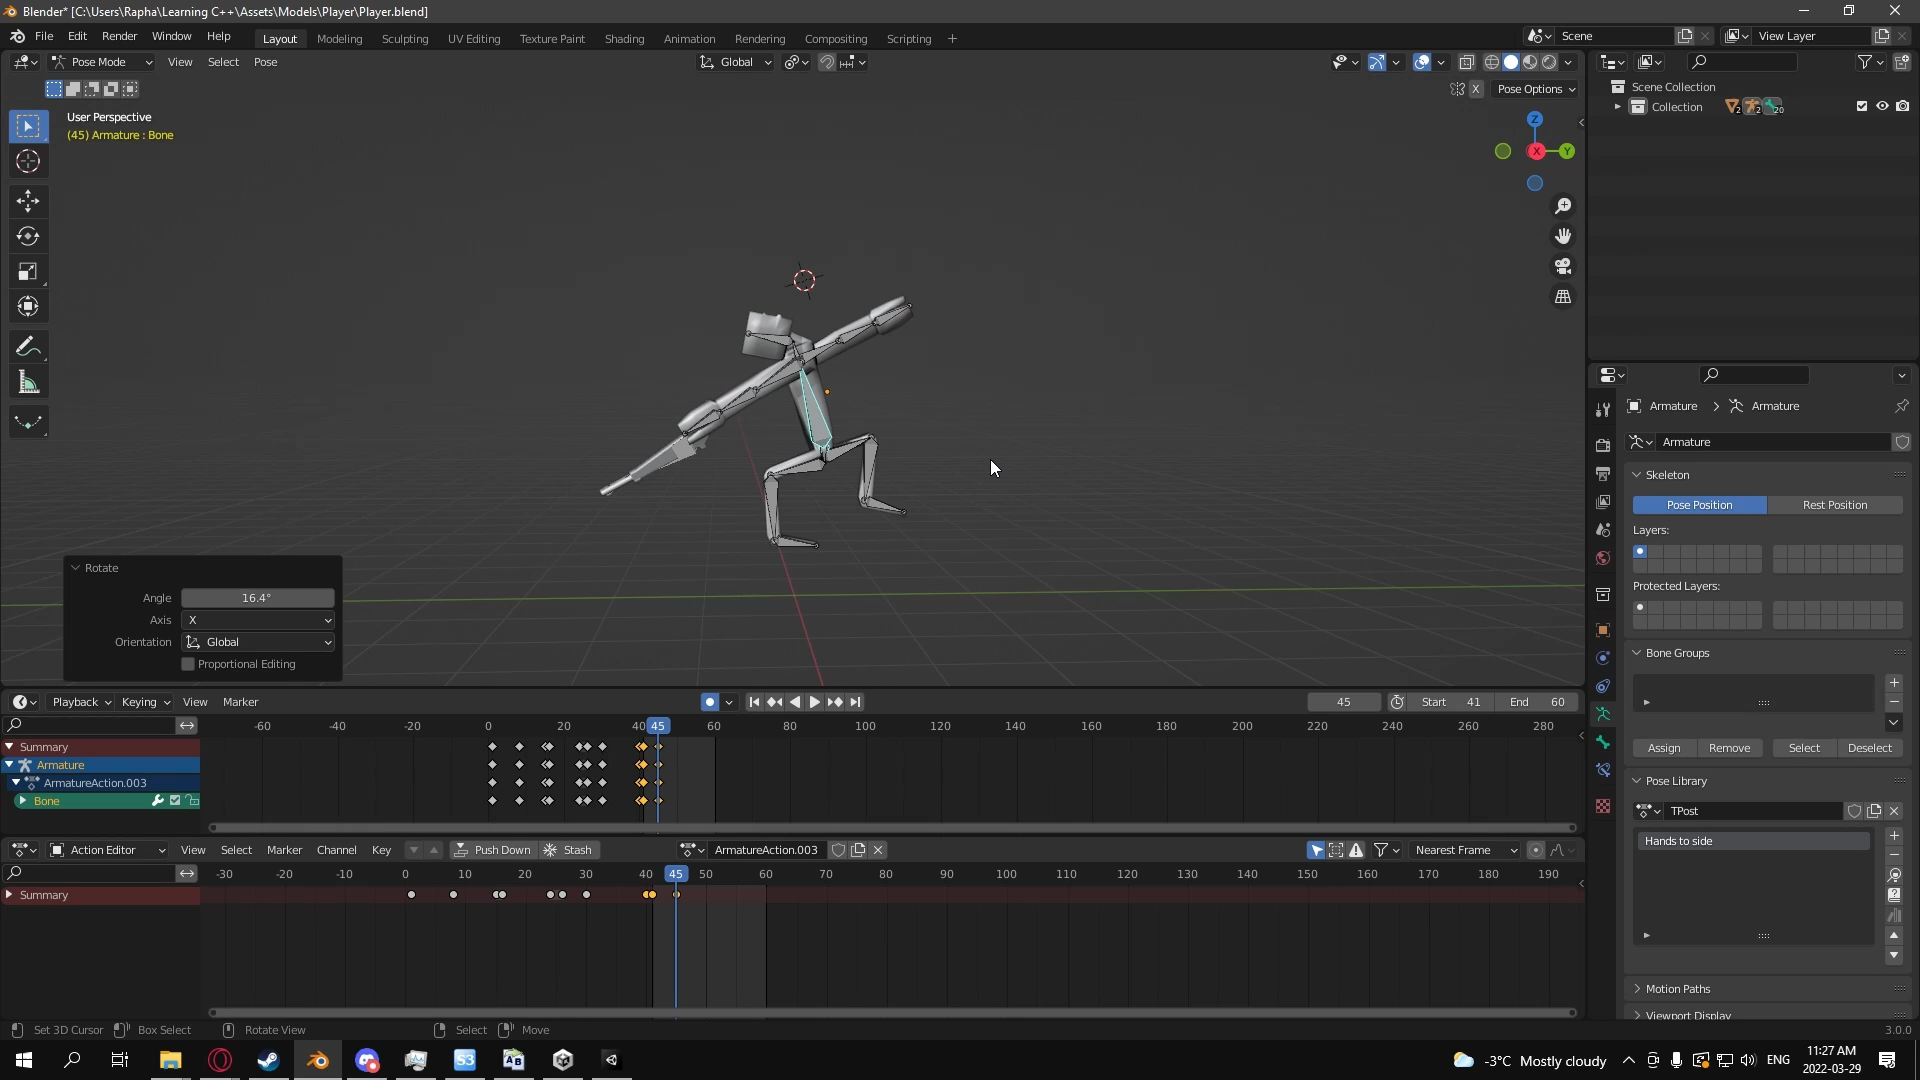 Blender* [C:\Users\Rapha\Learning C++\Assets\Models\Player\Player.blend]
File Edit Render Window Help Layout Modeling Sculpting UV Editing Texture Paint Shading Animation Rendering Compositing Scripting + Scene View Layer
Pose Mode View Select Pose Global
X Pose Options
User Perspective
(45) Armature : Bone
Z
X Y
Scene Collection
Collection 2 2 20
Armature > Armature
Armature
Skeleton
Pose Position Rest Position
Layers:
Protected Layers:
Bone Groups
Assign Remove Select Deselect
Pose Library
TPost
Hands to side
Motion Paths
Viewport Display
Rotate
Angle 16.4°
Axis X
Orientation Global
Proportional Editing
Playback Keying View Marker 45 Start 41 End 60
-60 -40 -20 0 20 40 45 60 80 100 120 140 160 180 200 220 240 260 280
Summary
Armature
ArmatureAction.003
Bone
Action Editor View Select Marker Channel Key Push Down Stash ArmatureAction.003 Nearest Frame
-30 -20 -10 0 10 20 30 40 45 50 60 70 80 90 100 110 120 130 140 150 160 170 180 190
Summary
Set 3D Cursor Box Select Rotate View Select Move 3.0.0
S3 -3°C Mostly cloudy ENG 11:27 AM
2022-03-29